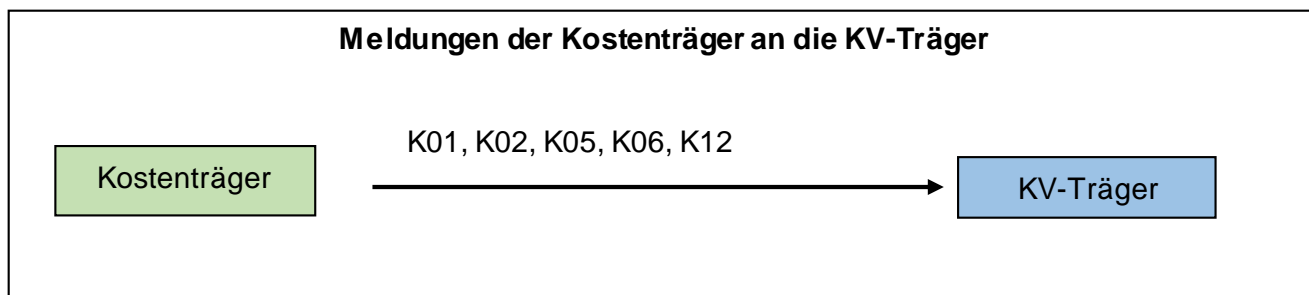 Meldungen der Kostenträger an die KV-Träger
K01, K02, K05, K06, K12
Kostenträger
KV-Träger